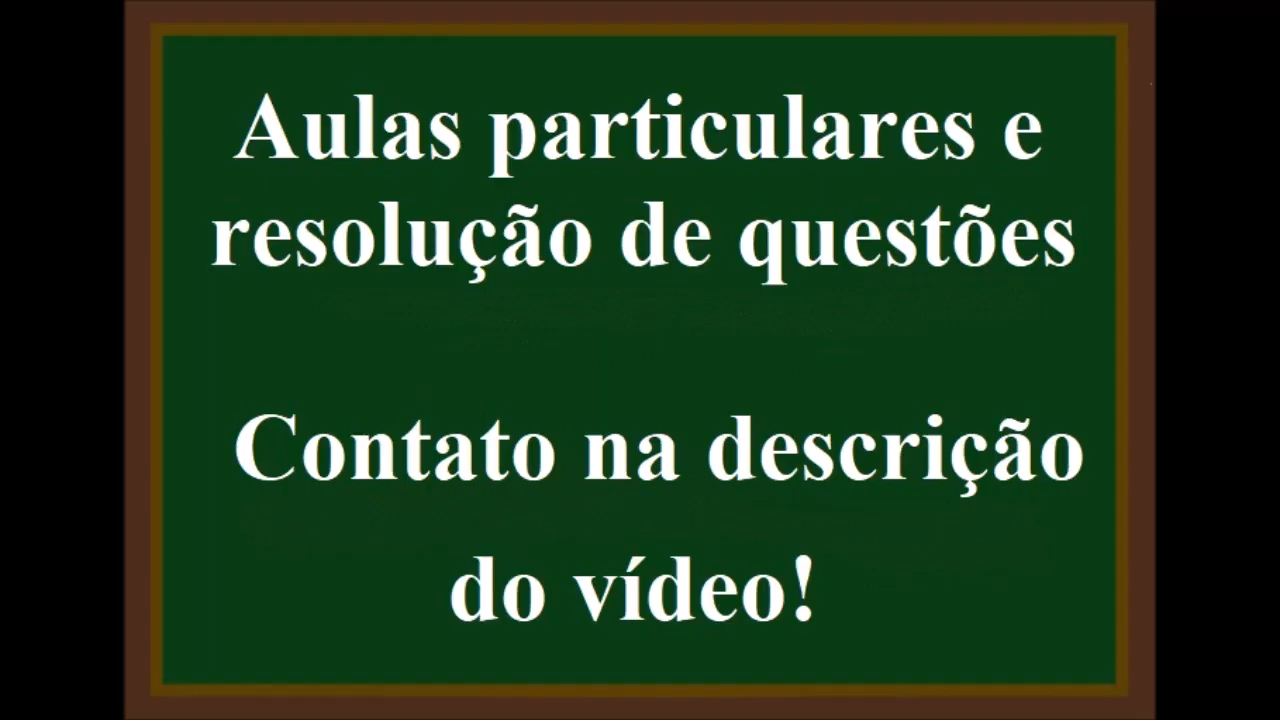 Aulas particulares e
resolução de questões
Contato na descrição
do vídeo!